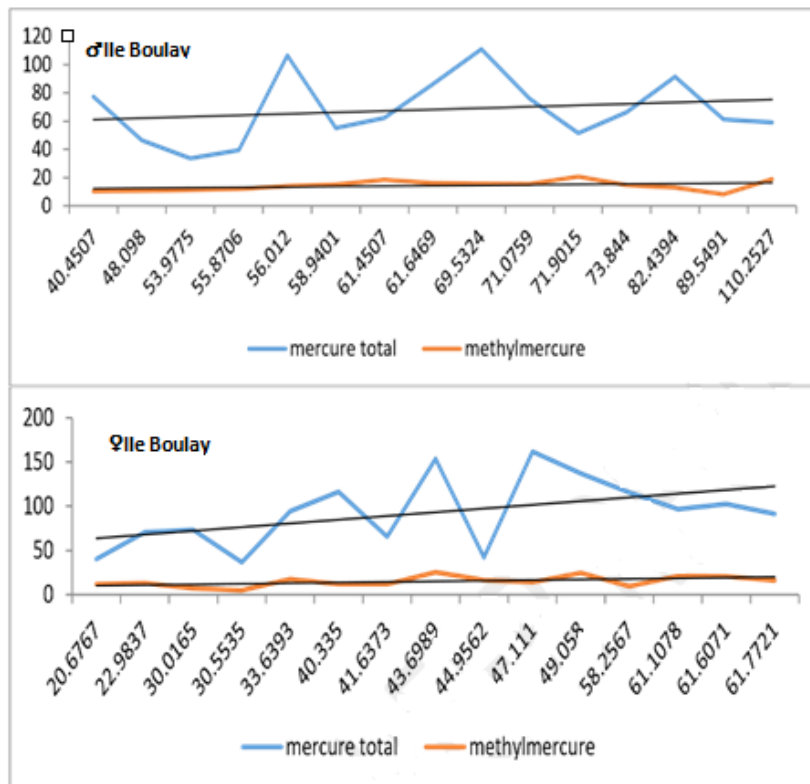 120
♂Ile Boulay
100
80
60
40
20
0
40.4507 48.098 53.9775 55.8706 56.012 58.9401 61.4507 61.6469 69.5324 71.0759 71.9015 73.844 82.4394 89.5491 110.2527
mercure total methylmercure
200
♀Ile Boulay
150
100
50
0
20.6767 22.9837 30.0165 30.5535 33.6393 40.335 41.6373 43.6989 44.9562 47.111 49.058 58.2567 61.1078 61.6071 61.7721
mercure total methylmercure